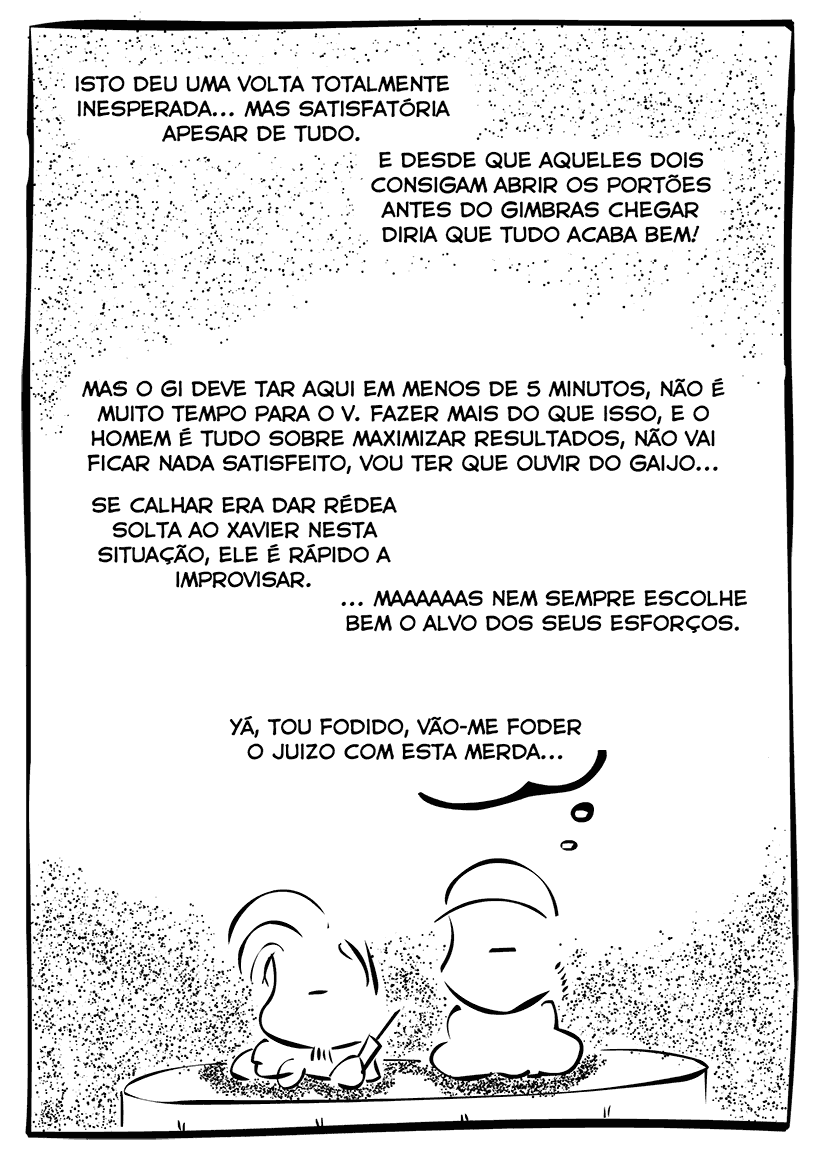 ISTO DEU UMA VOLTA TOTALMENTE
INESPERADA... MAS SATISFATÓRIA
APESAR DE TUDO.
E DESDE QUE AQUELES DOIS
CONSIGAM ABRIR OS PORTÕES
ANTES DO GIMBRAS CHEGAR
DIRIA QUE TUDO ACABA BEM!
MAS O GI DEVE TAR AQUI EM MENOS DE 5 MINUTOS, NÃO É
MUITO TEMPO PARA O V. FAZER MAIS DO QUE ISSO, E O
HOMEM É TUDO SOBRE MAXIMIZAR RESULTADOS, NÃO VAI
FICAR NADA SATISFEITO, VOU TER QUE OUVIR DO GAIJO...
SE CALHAR ERA DAR RÉDEA
SOLTA AO XAVIER NESTA
SITUAÇÃO, ELE É RÁPIDO A
IMPROVISAR.
... MAAAAAAS NEM SEMPRE ESCOLHE
BEM O ALVO DOS SEUS ESFORÇOS.
YÁ, TOU FODIDO, VÃO-ME FODER
O JUIZO COM ESTA MERDA...